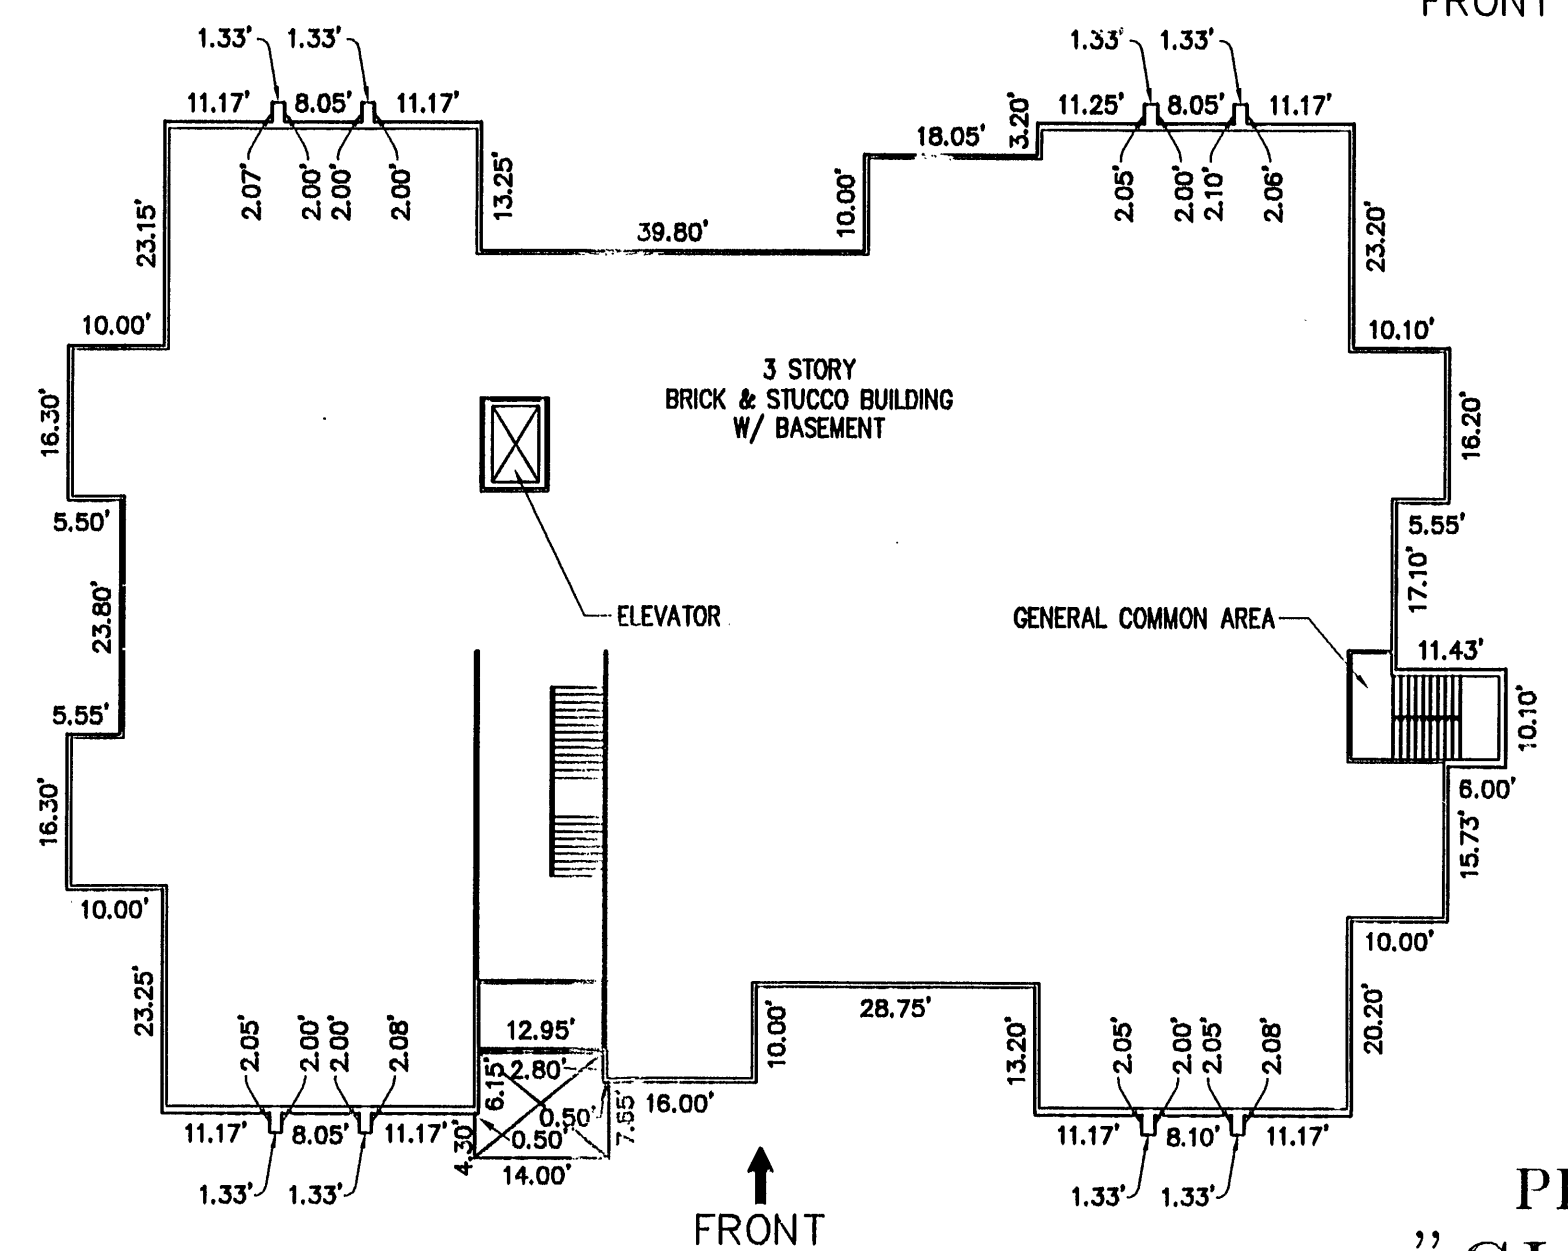 FRONT
1.33' 1.33'
11.17' 8.05' 11.17'
2.07' 2.00' 2.00' 2.00'
23.15'
13.25'
39.80'
10.00'
18.05'
3.20'
1.33' 1.33'
11.25' 8.05' 11.17'
2.05' 2.00' 2.10' 2.06'
23.20'
10.00'
10.10'
16.30'
3 STORY
BRICK & STUCCO BUILDING
W/ BASEMENT
16.20'
5.50'
5.55'
23.80'
ELEVATOR
GENERAL COMMON AREA
17.10'
11.43'
10.10'
6.00'
5.55'
16.30'
15.73'
10.00'
10.00'
23.25'
2.05' 2.00' 2.00' 2.08'
12.95'
2.80'
6.15'
0.50'
0.50'
4.30'
7.65'
14.00'
16.00'
10.00'
28.75'
13.20'
2.05' 2.00' 2.05' 2.08'
20.20'
11.17' 8.05' 11.17'
1.33' 1.33'
11.17' 8.10' 11.17'
1.33' 1.33'
FRONT